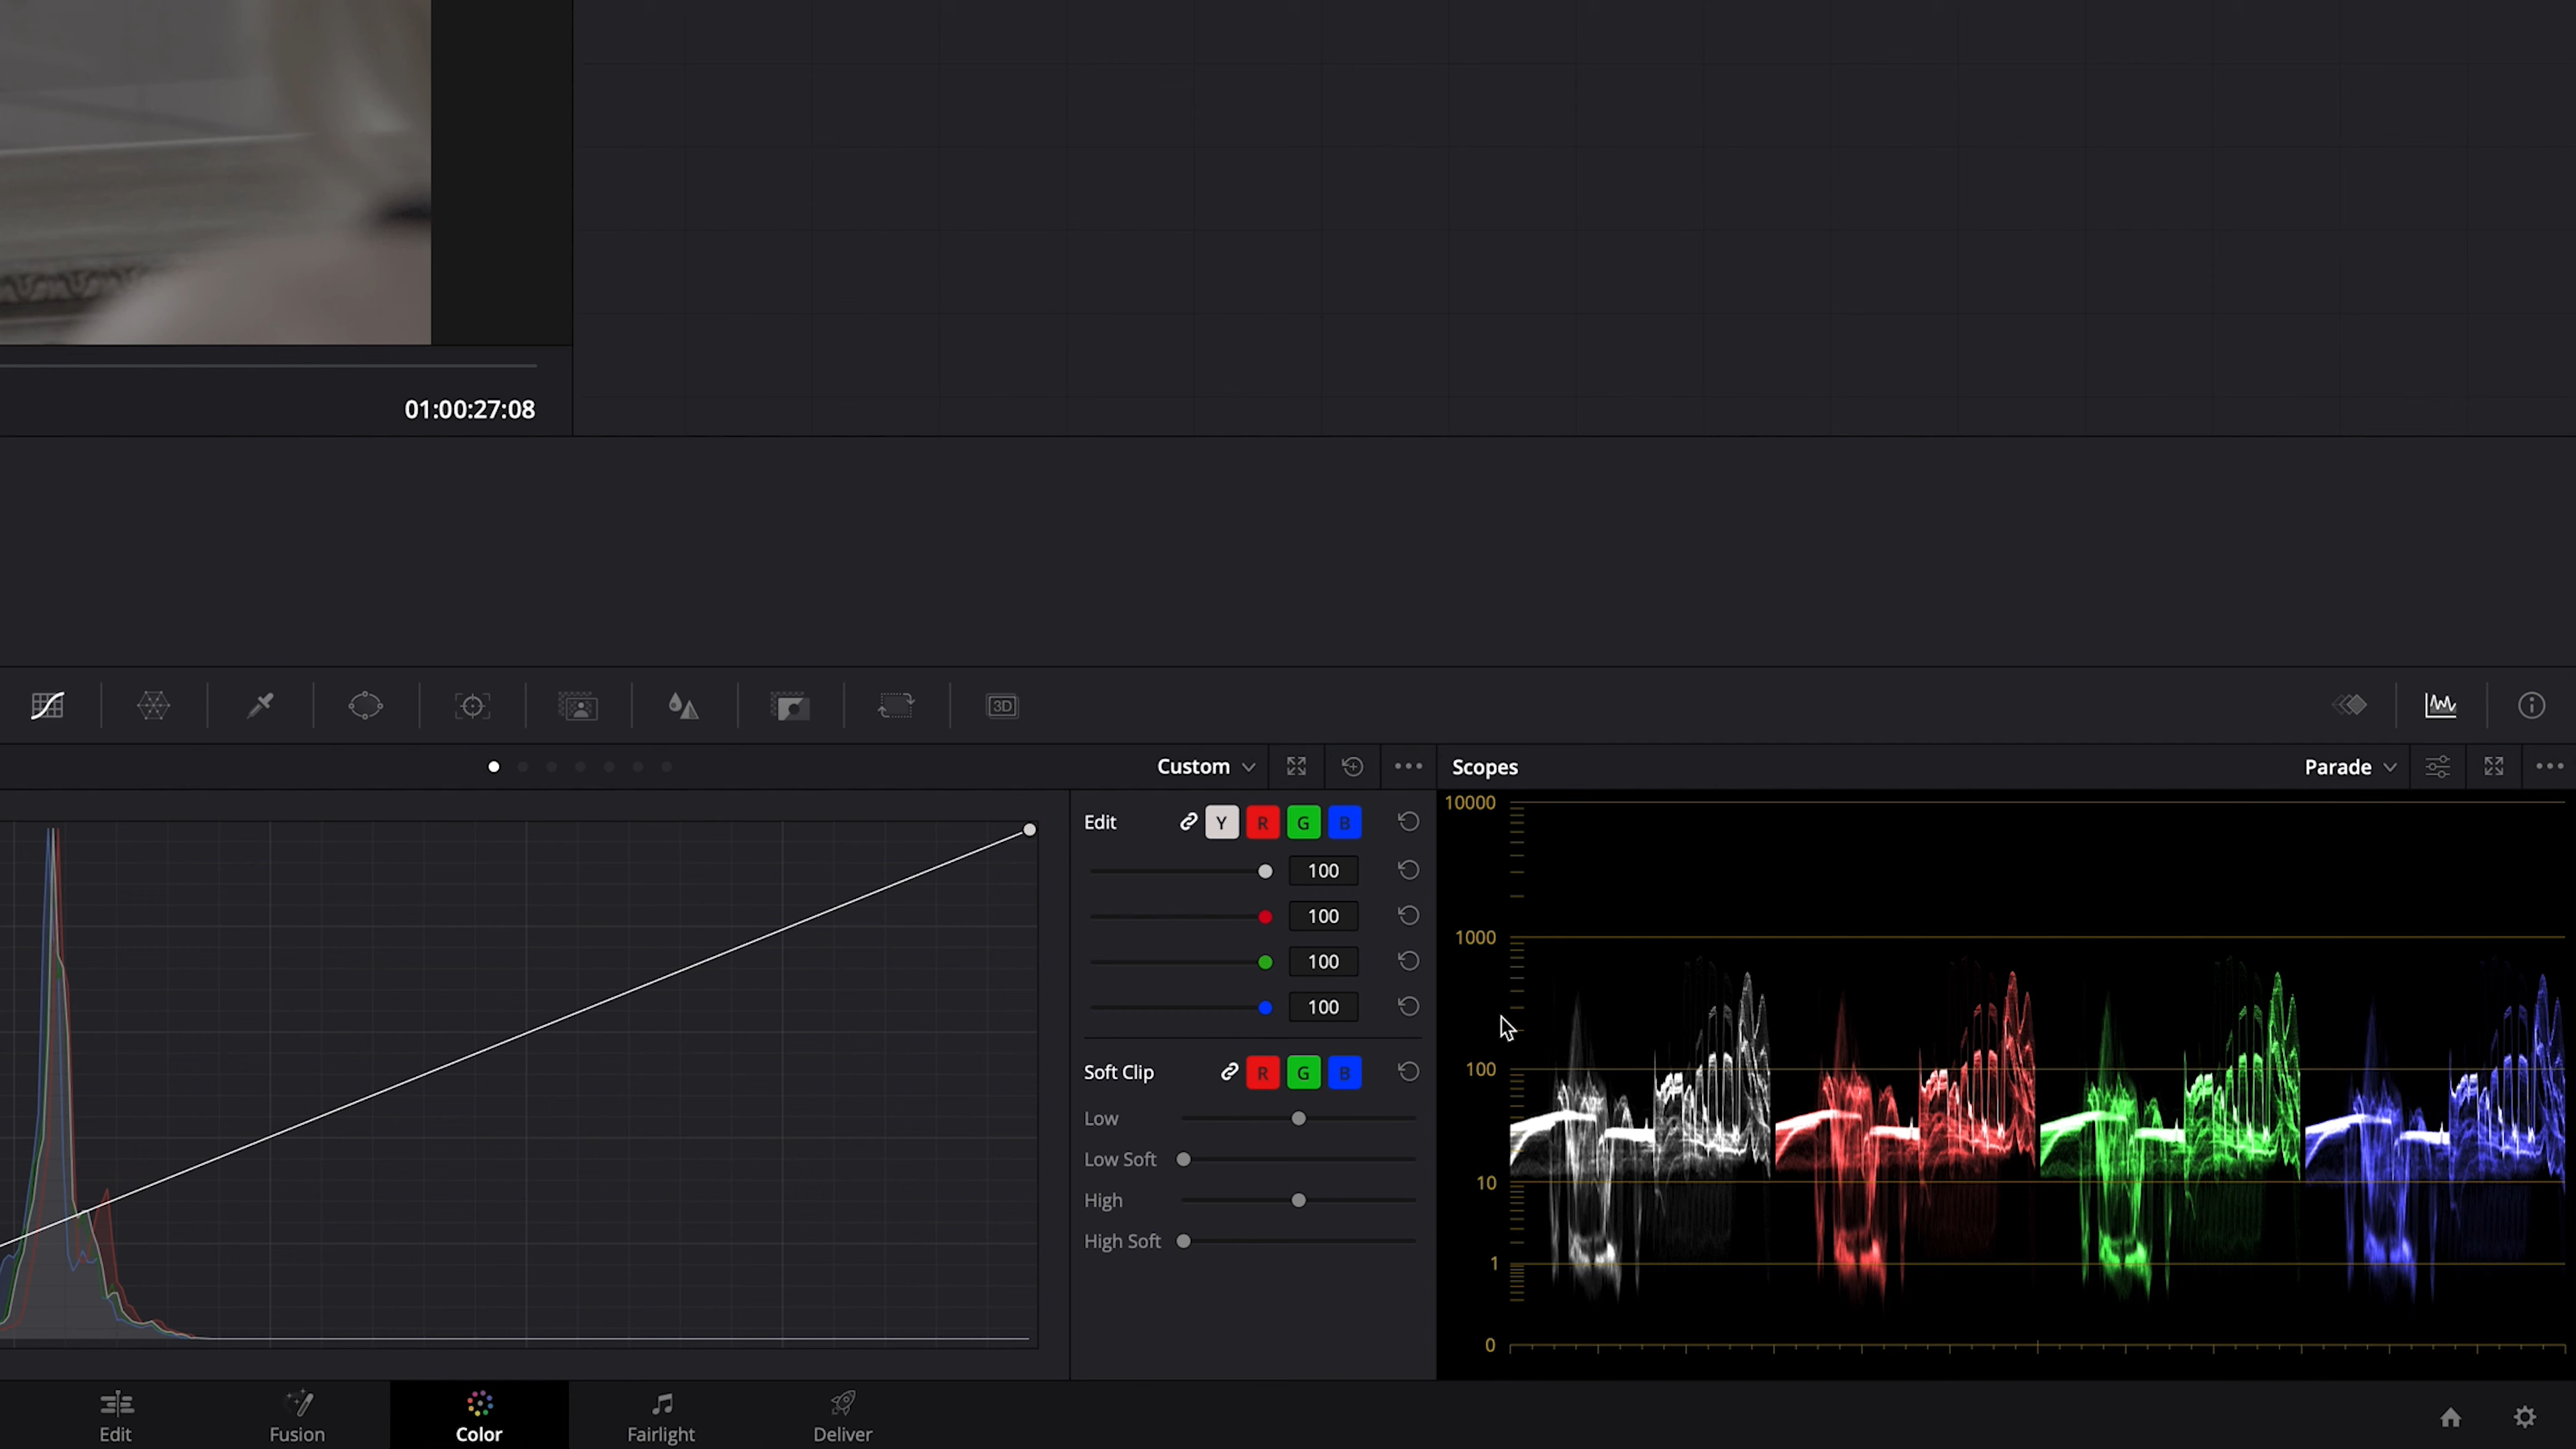 01:00:27:08
3D
Custom
Scopes
Parade
Edit
Y
R
G
B
100
100
100
100
Soft Clip
R
G
B
Low
Low Soft
High
High Soft
10000
1000
100
10
1
0
Edit
Fusion
Color
Fairlight
Deliver